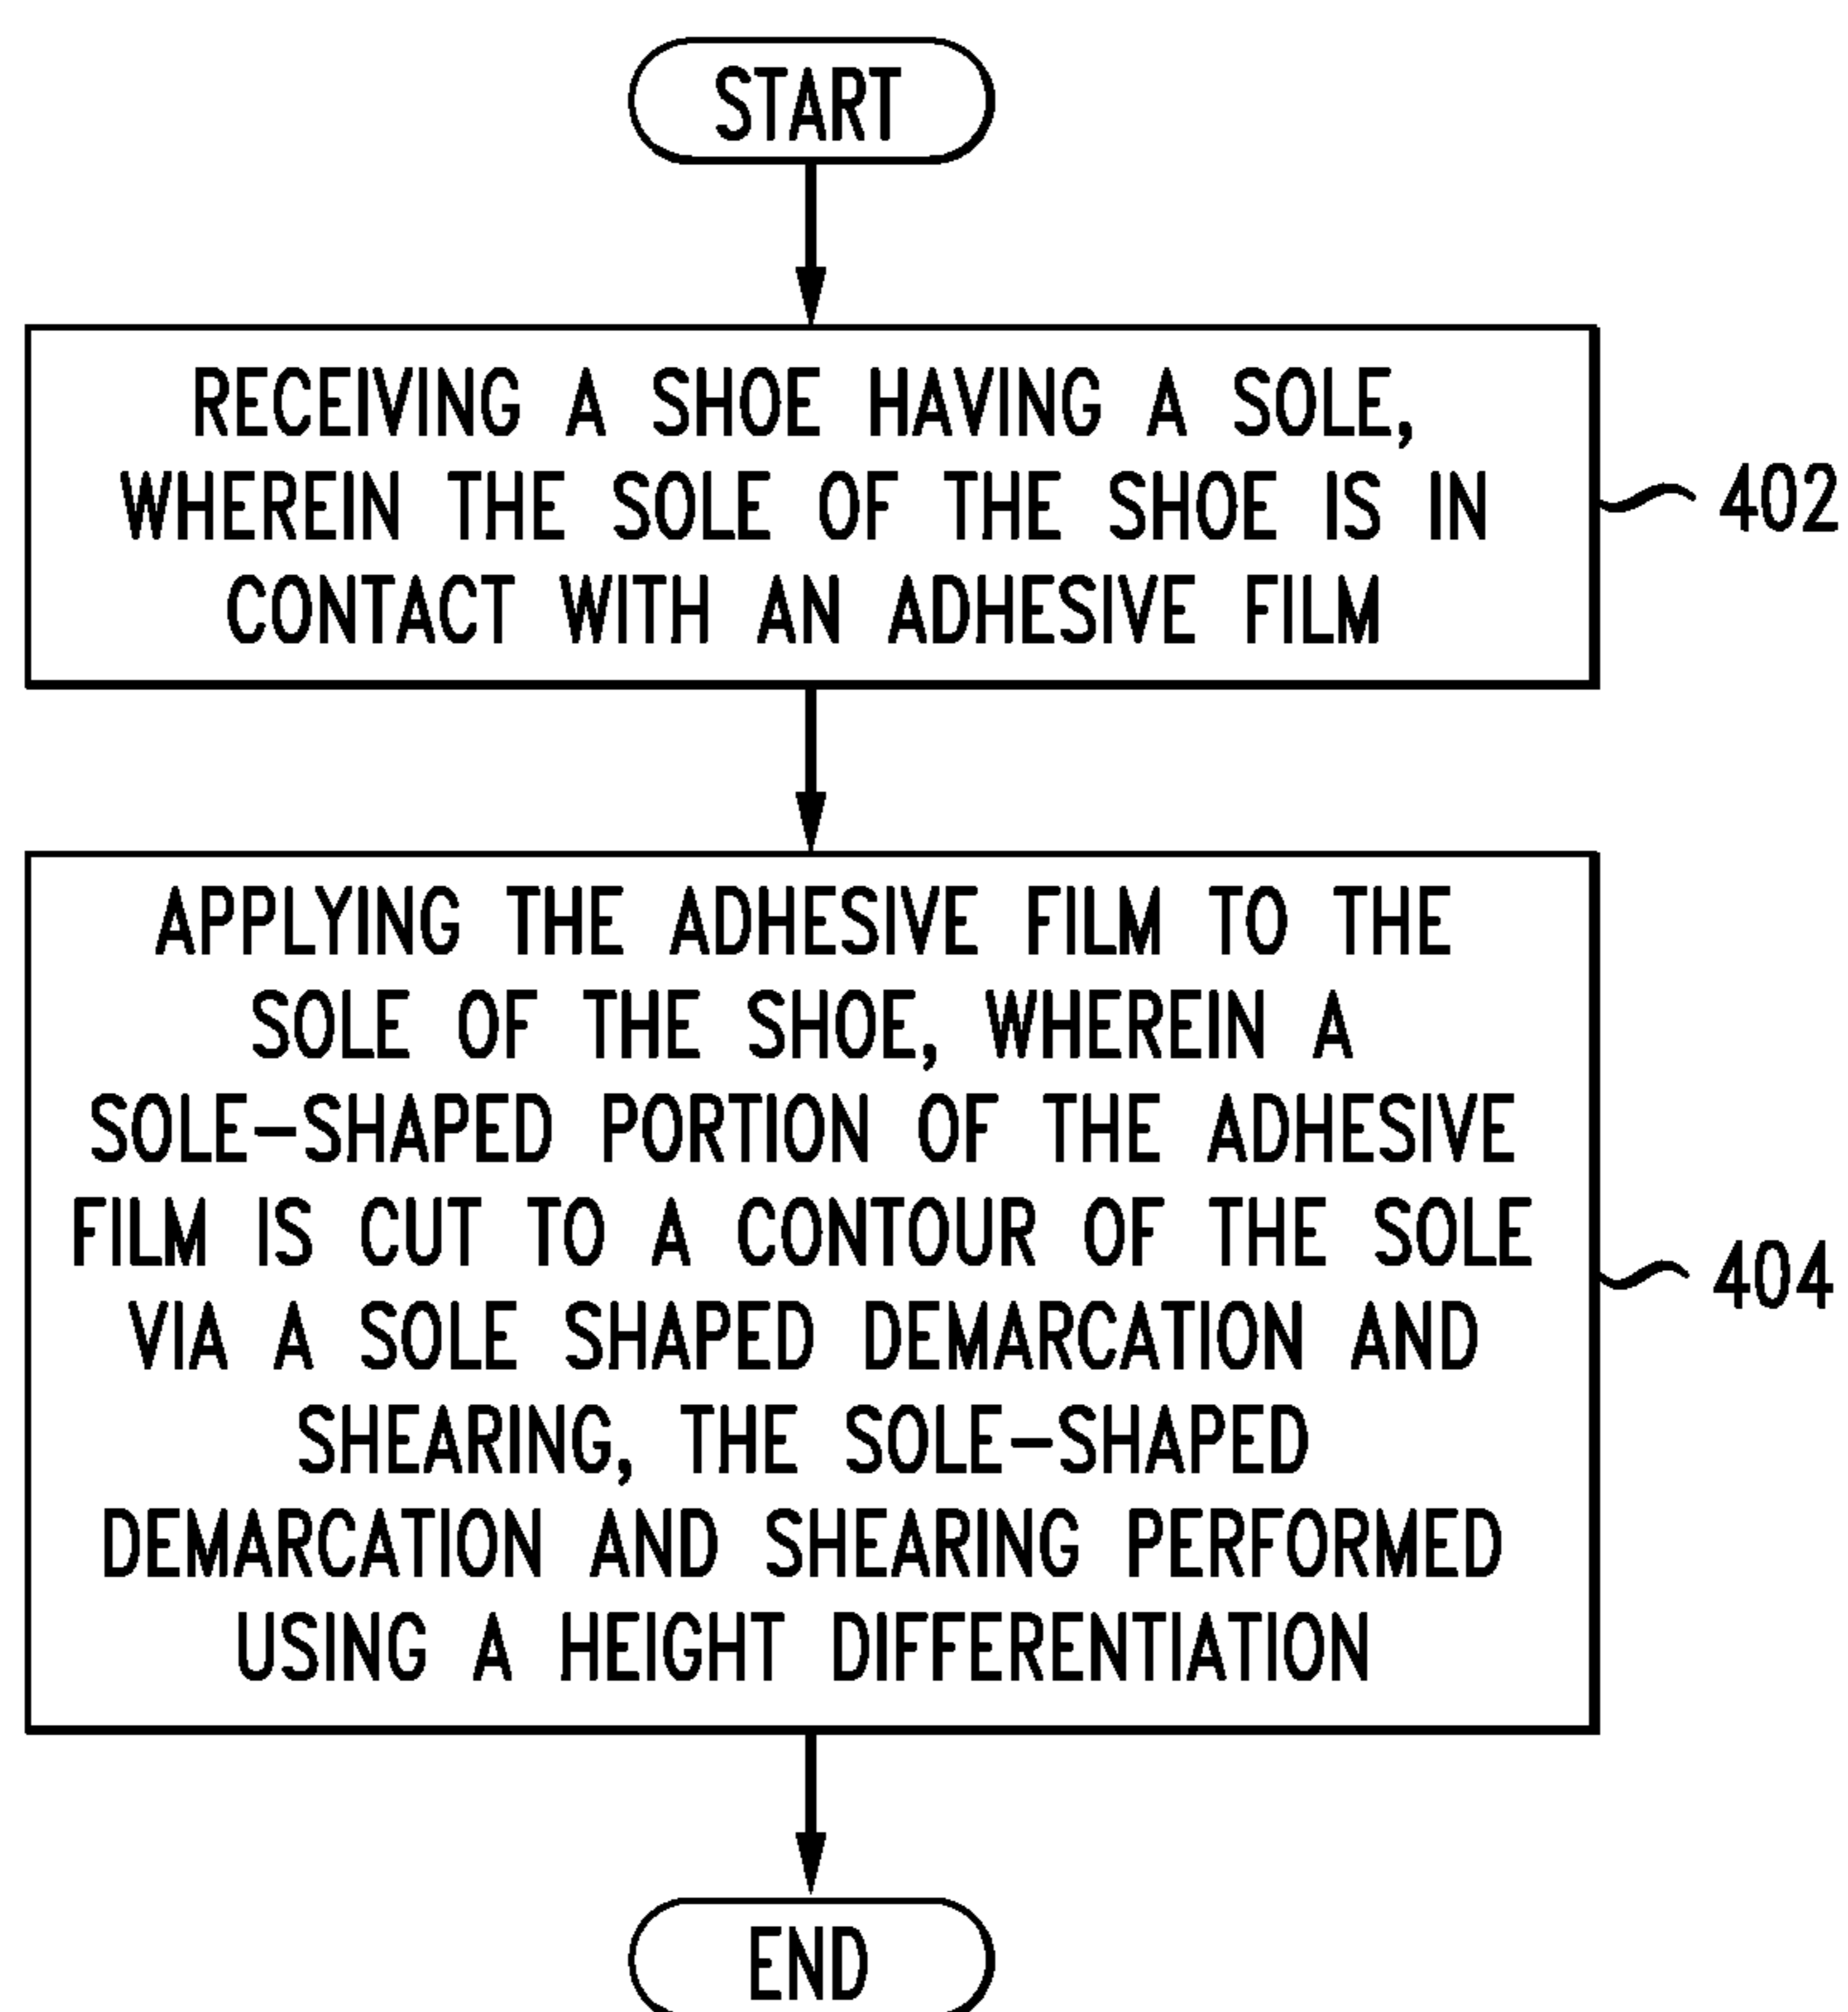 START
RECEIVING A SHOE HAVING A SOLE,
WHEREIN THE SOLE OF THE SHOE IS IN
CONTACT WITH AN ADHESIVE FILM
402
APPLYING THE ADHESIVE FILM TO THE
SOLE OF THE SHOE, WHEREIN A
SOLE-SHAPED PORTION OF THE ADHESIVE
FILM IS CUT TO A CONTOUR OF THE SOLE
VIA A SOLE SHAPED DEMARCATION AND
SHEARING, THE SOLE-SHAPED
DEMARCATION AND SHEARING PERFORMED
USING A HEIGHT DIFFERENTIATION
404
END